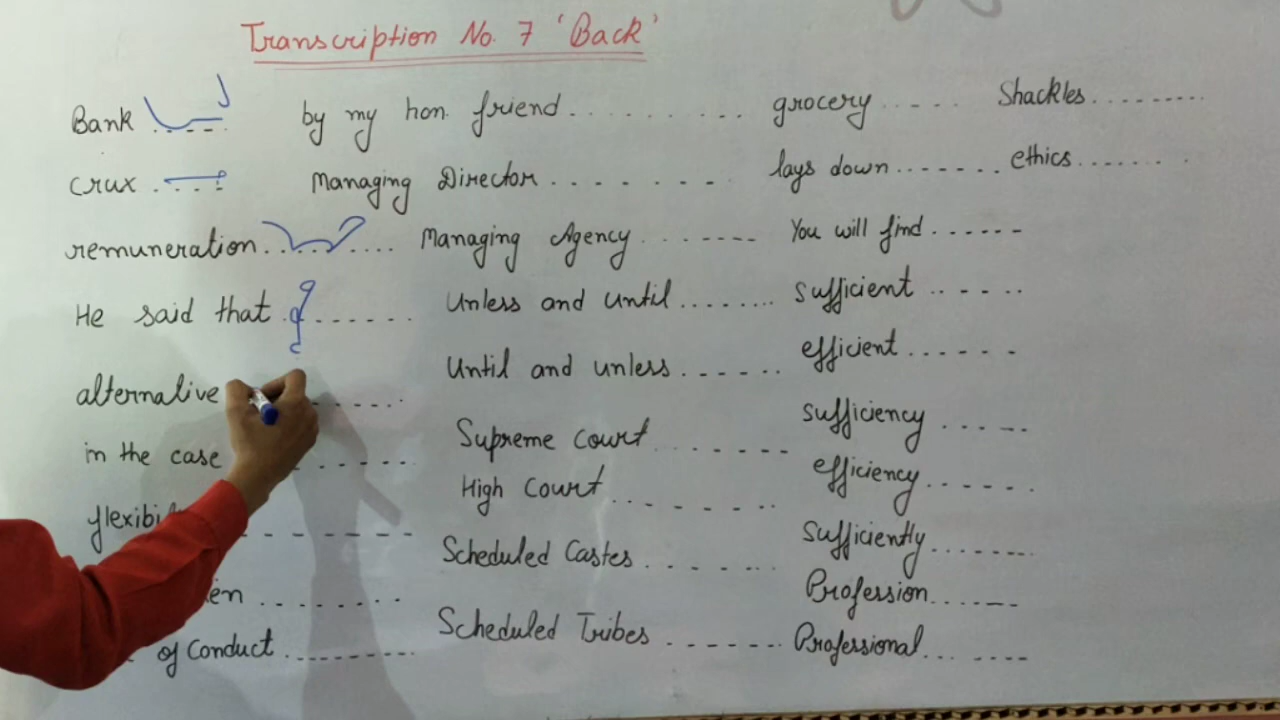 Transcription No. 7 'Back'
Bank ..... by my hon. friend .......... grocery ..... Shackles .........
Crux ..... Managing Director ....... lays down ....... ethics .......
remuneration ....... Managing Agency ....... You will find ......
He said that ....... Unless and until ........ Sufficient ......
alternative ...... Until and unless ...... efficient ......
in the case ...... Supreme Court ....... sufficiency .....
High Court ....... efficiency ......
Scheduled Castes ...... Sufficiently .......
Profession ......
of Conduct ........ Scheduled Tribes ....... Professional ......